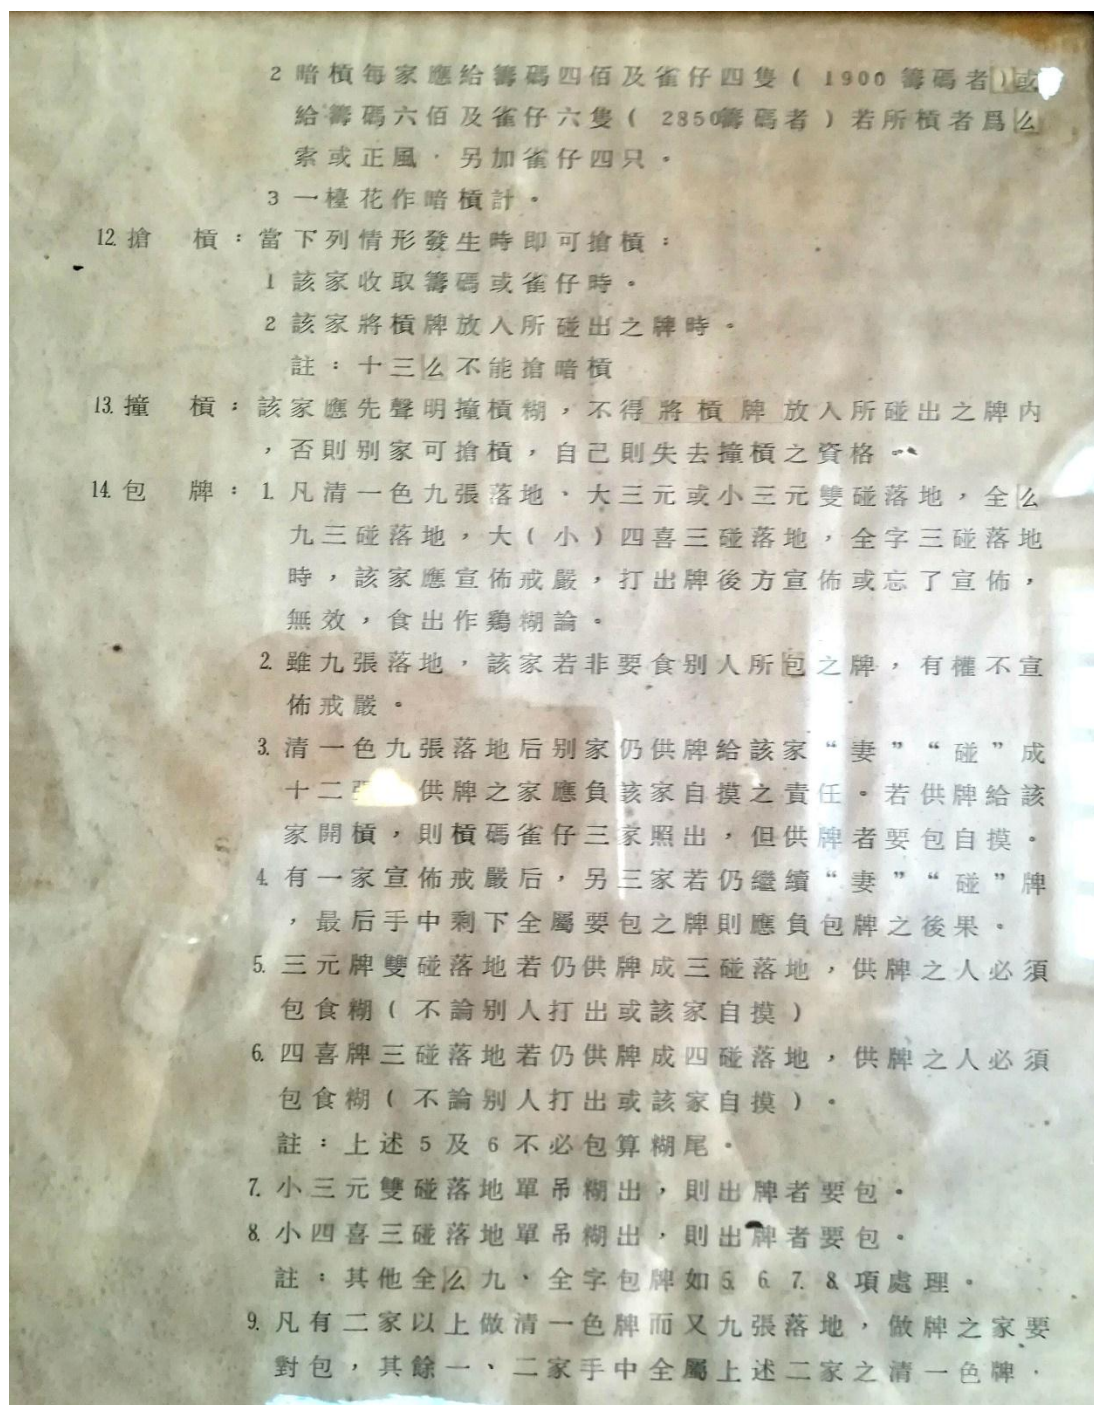 2 暗槓每家應給籌碼四佰及雀仔四隻( 1900 籌碼者)或
給籌碼六佰及雀仔六隻( 2850籌碼者)若所槓者爲么
索或正風,另加雀仔四只。
3 一檯花作暗槓計。
12. 搶 槓:當下列情形發生時即可搶槓:
1 該家收取籌碼或雀仔時。
2 該家將槓牌放入所碰出之牌時。
註:十三么不能搶暗槓
13. 撞 槓:該家應先聲明撞槓糊,不得將槓牌放入所碰出之牌内
,否則别家可搶槓,自己則失去撞槓之資格。
14. 包 牌:1. 凡清一色九張落地、大三元或小三元雙碰落地,全么
九三碰落地,大(小)四喜三碰落地,全字三碰落地
時,該家應宣佈戒嚴,打出牌後方宣佈或忘了宣佈,
無效,食出作鷄糊論。
2. 雖九張落地,該家若非要食别人所包之牌,有權不宣
佈戒嚴。
3. 清一色九張落地后别家仍供牌給該家“妻”“碰”成
十二 供牌之家應負該家自摸之責任。若供牌給該
家開槓,則槓碼雀仔三家照出,但供牌者要包自摸。
4. 有一家宣佈戒嚴后,另三家若仍繼續“妻”“碰”牌
,最后手中剩下全屬要包之牌則應負包牌之後果。
5. 三元牌雙碰落地若仍供牌成三碰落地,供牌之人必須
包食糊(不論别人打出或該家自摸)
6. 四喜牌三碰落地若仍供牌成四碰落地,供牌之人必須
包食糊(不論别人打出或該家自摸)。
註:上述 5 及 6 不必包算糊尾。
7. 小三元雙碰落地單吊糊出,則出牌者要包。
8. 小四喜三碰落地單吊糊出,則出牌者要包。
註:其他全么九、全字包牌如 5. 6. 7. 8. 項處理。
9. 凡有二家以上做清一色牌而又九張落地,做牌之家要
對包,其餘一、二家手中全屬上述二家之清一色牌,